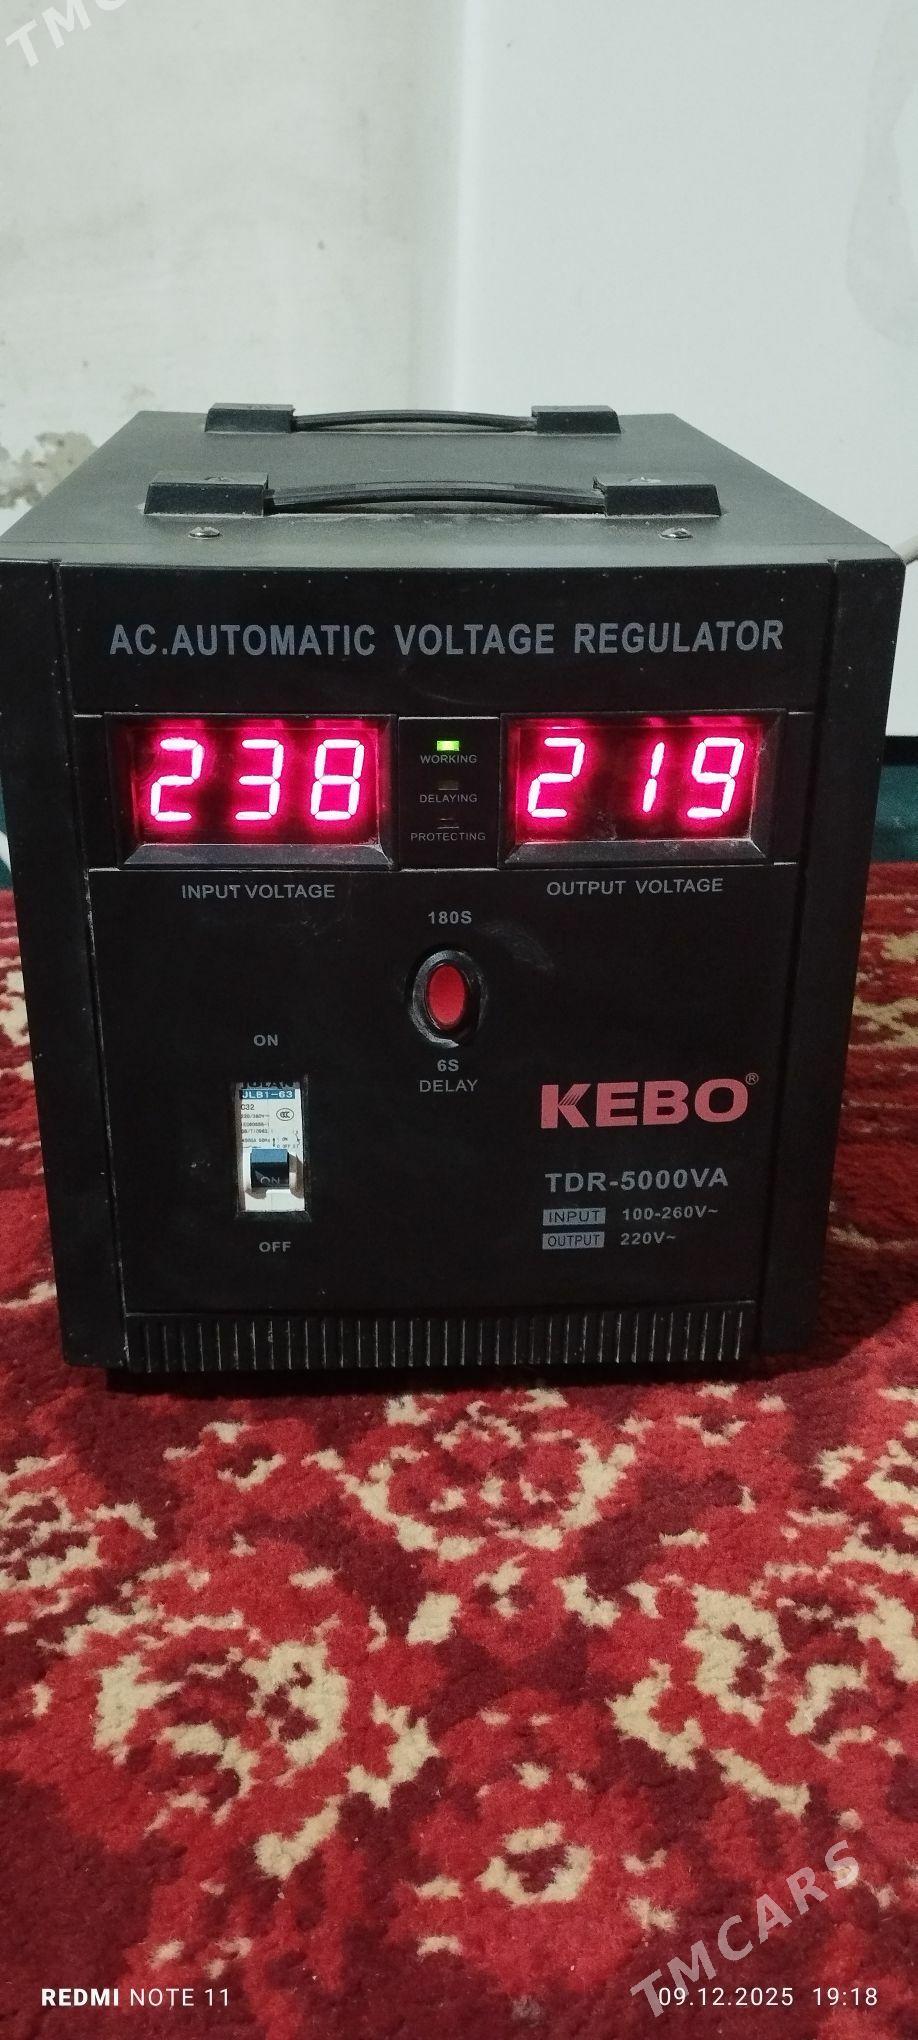 AC.AUTOMATIC VOLTAGE REGULATOR
238
WORKING
DELAYING
PROTECTING
219
INPUT VOLTAGE
OUTPUT VOLTAGE
180S
6S
DELAY
ON
JLB1-63
C32
CCC
ON
OFF
KEBO®
TDR-5000VA
INPUT 100-260V~
OUTPUT 220V~
TMCARS
REDMI NOTE 11
09.12.2025 19:18